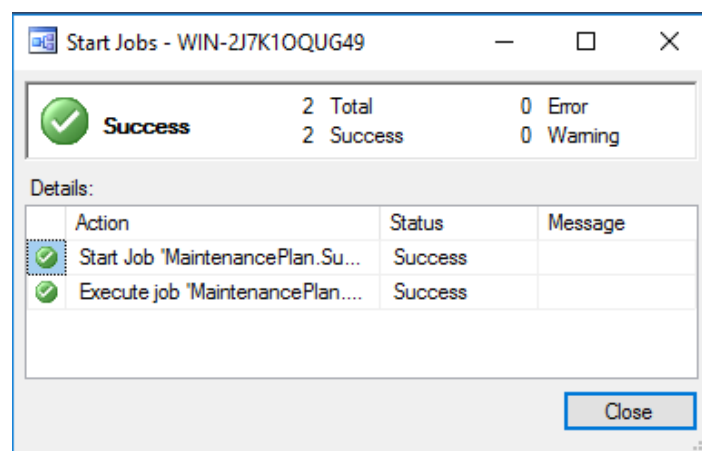 Start Jobs - WIN-2J7K1OQUG49
Success
2 Total 0 Error
2 Success 0 Warning
Details:
Action Status Message
Start Job 'MaintenancePlan.Su... Success
Execute job 'MaintenancePlan.... Success
Close